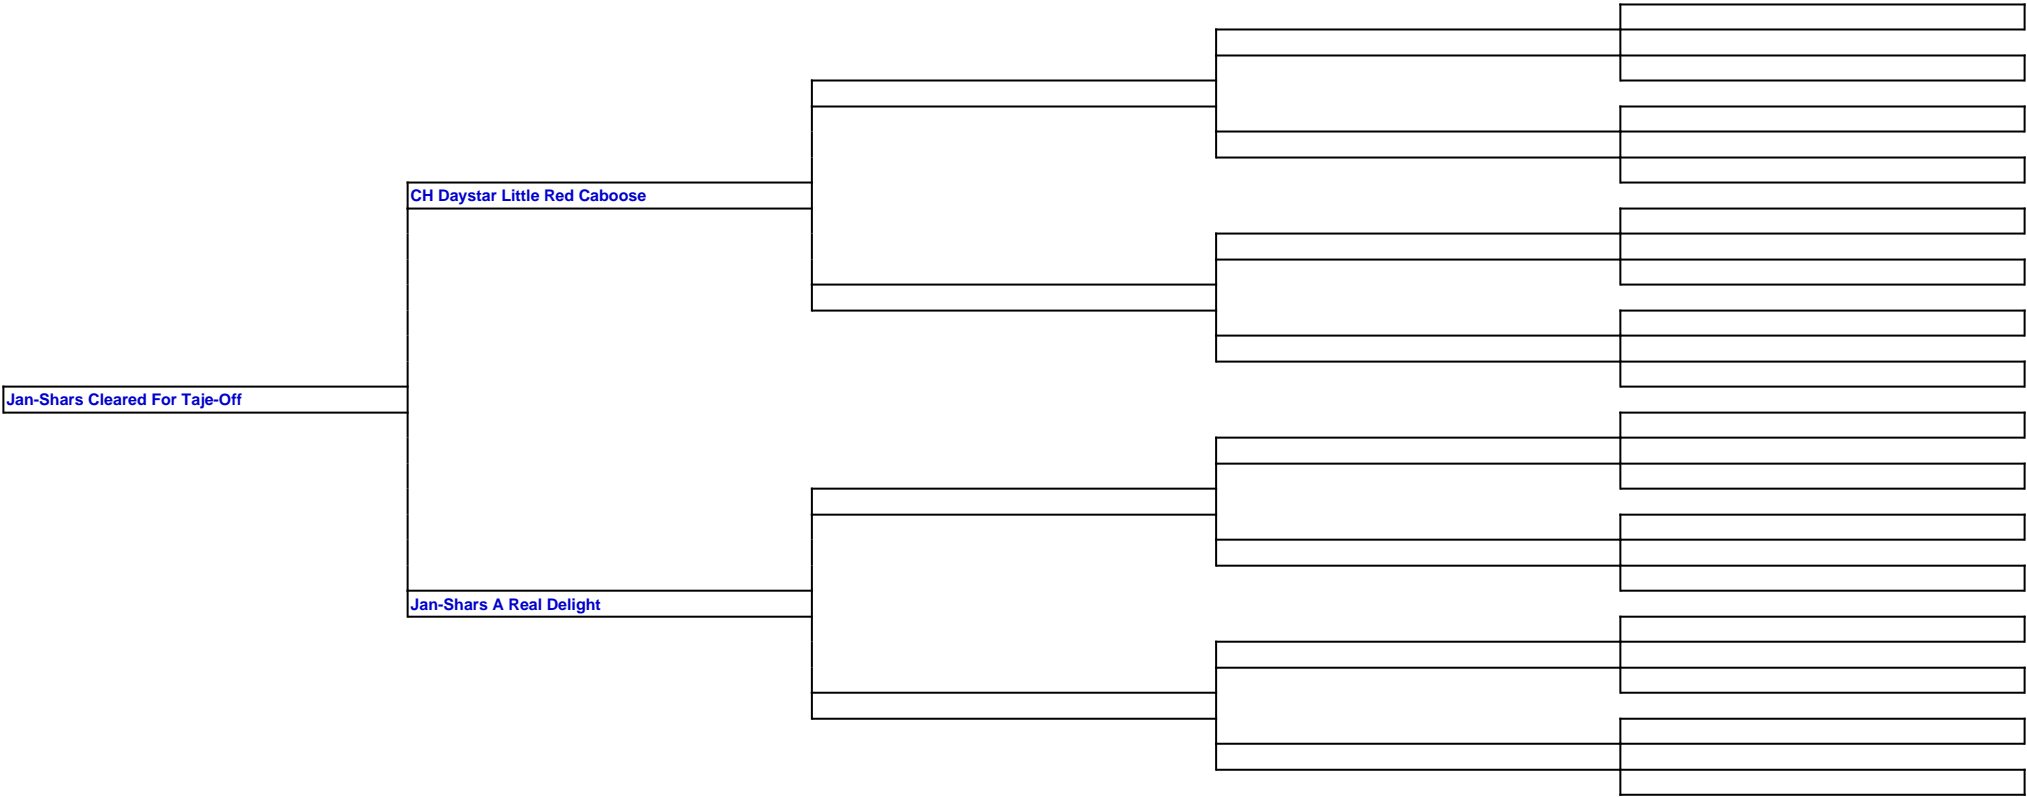 CH Daystar Little Red Caboose
Jan-Shars Cleared For Taje-Off
Jan-Shars A Real Delight